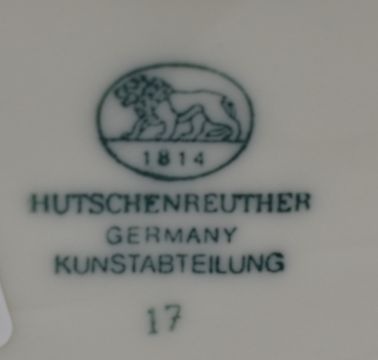 1814
HUTSCHENREUTHER
GERMANY
KUNSTABTEILUNG
17